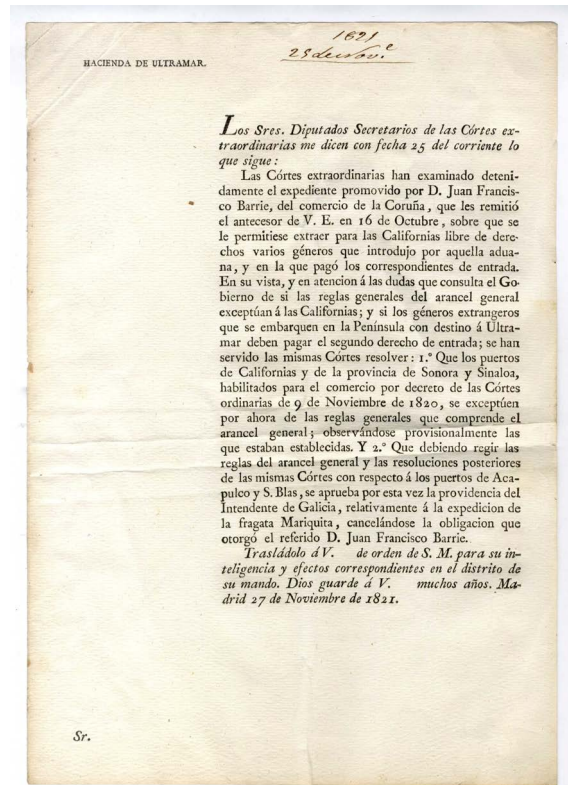 1821
25 de Nov.e
HACIENDA DE ULTRAMAR.
Los Sres. Diputados Secretarios de las Córtes ex-
traordinarias me dicen con fecha 25 del corriente lo
que sigue:
Las Córtes extraordinarias han examinado deteni-
damente el expediente promovido por D. Juan Francis-
co Barrie, del comercio de la Coruña, que les remitió
el antecesor de V. E. en 16 de Octubre, sobre que se
le permitiese extraer para las Californias libre de dere-
chos varios géneros que introdujo por aquella adua-
na, y en la que pagó los correspondientes de entrada.
En su vista, y en atencion á las dudas que consulta el Go-
bierno de si las reglas generales del arancel general
exceptúan á las Californias; y si los géneros extrangeros
que se embarquen en la Península con destino á Ultra-
mar deben pagar el segundo derecho de entrada; se han
servido las mismas Córtes resolver: 1.º Que los puertos
de Californias y de la provincia de Sonora y Sinaloa,
habilitados para el comercio por decreto de las Córtes
ordinarias de 9 de Noviembre de 1820, se exceptúen
por ahora de las reglas generales que comprende el
arancel general; observándose provisionalmente las
que estaban establecidas. Y 2.º Que debiendo regir las
reglas del arancel general y las resoluciones posteriores
de las mismas Córtes con respecto á los puertos de Aca-
pulco y S. Blas, se aprueba por esta vez la providencia del
Intendente de Galicia, relativamente á la expedicion de
la fragata Mariquita, cancelándose la obligacion que
otorgó el referido D. Juan Francisco Barrie.
Trasládolo á V. de orden de S. M. para su in-
teligencia y efectos correspondientes en el distrito de
su mando. Dios guarde á V. muchos años. Ma-
drid 27 de Noviembre de 1821.
Sr.